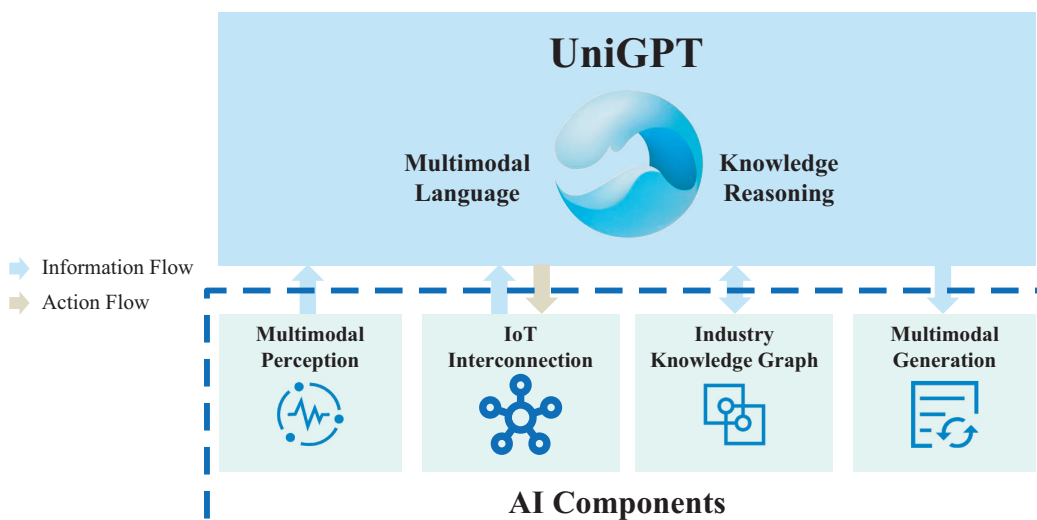 UniGPT
Multimodal
Language
Knowledge
Reasoning
Information Flow
Action Flow
Multimodal
Perception
IoT
Interconnection
Industry
Knowledge Graph
Multimodal
Generation
AI Components